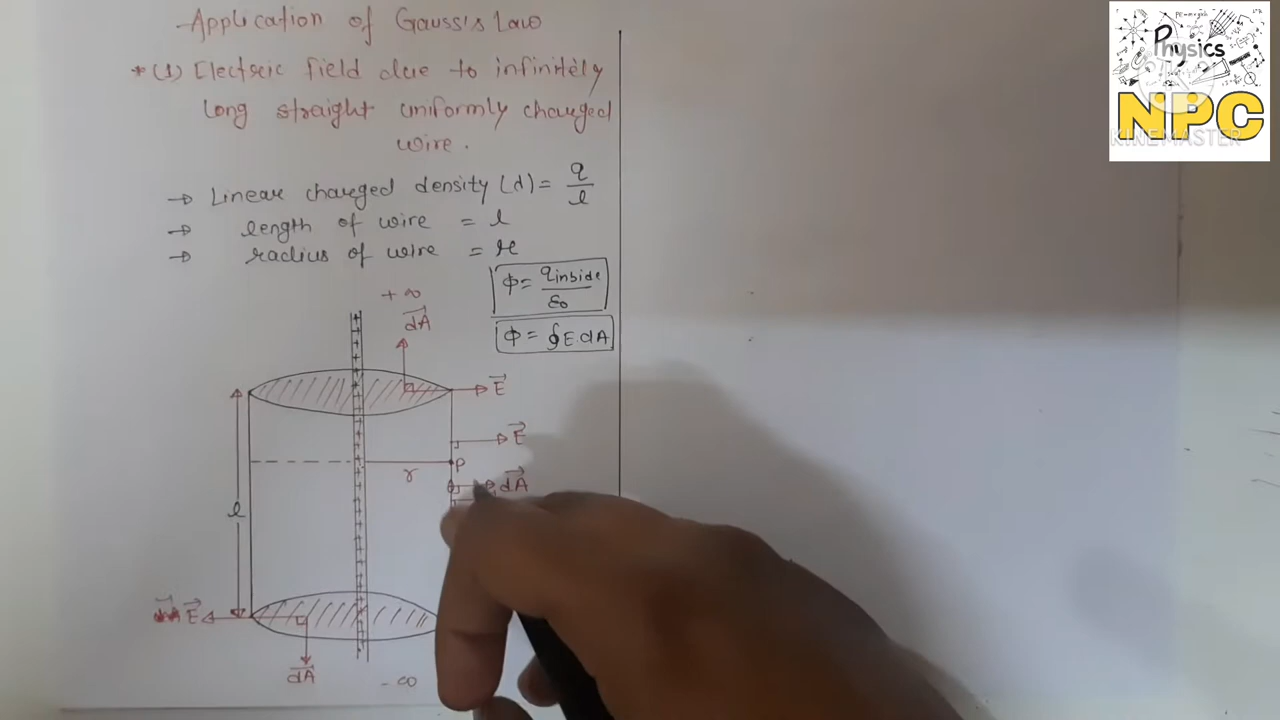 Application of Gauss's Law
* (1) Electric field due to infinitely
long straight uniformly charged
wire.
→ Linear charged density (d) = q/l
→ length of wire = l
→ radius of wire = r
Φ = q inside / ε₀
Φ = ∮E.dA
+ ∞
dA
E
E
P
r
dA
l
E
dA
- ∞
Physics
NPC
KINEMASTER